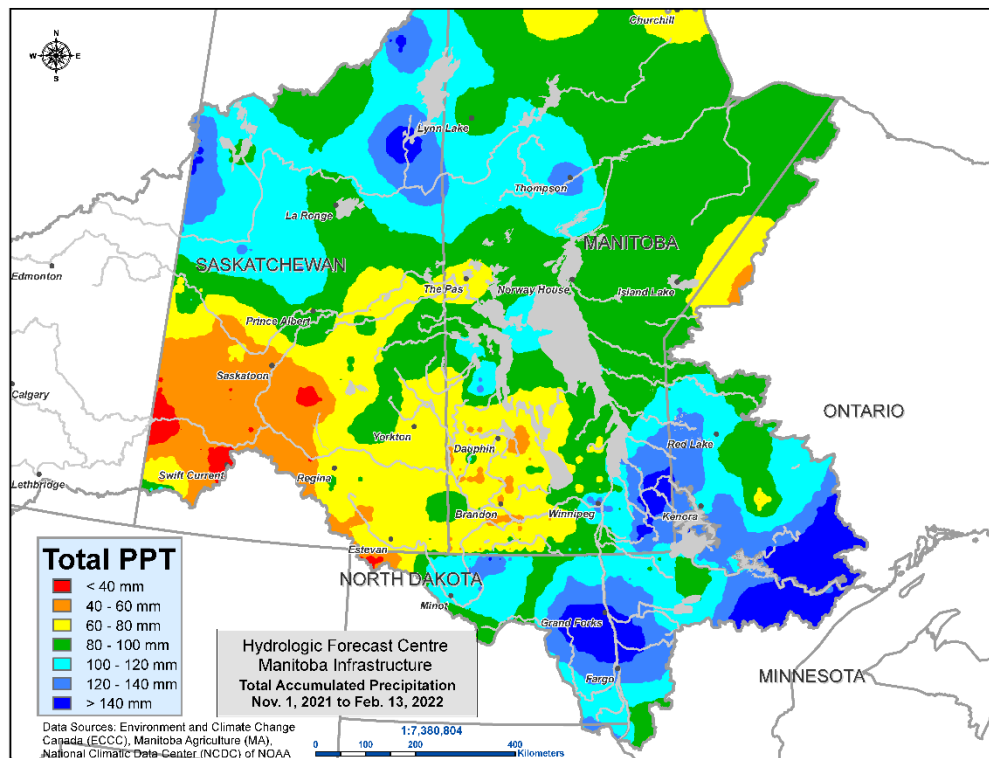 N
W E
S
Churchill
Lynn Lake
Thompson
La Ronge
MANITOBA
SASKATCHEWAN
Edmonton
The Pas
Norway House
Island Lake
Prince Albert
Saskatoon
Calgary
ONTARIO
Yorkton
Dauphin
Red Lake
Swift Current
Regina
Lethbridge
Brandon
Winnipeg
Kenora
Estevan
NORTH DAKOTA
Minot
Grand Forks
Fargo
MINNESOTA
Total PPT
< 40 mm
40 - 60 mm
60 - 80 mm
80 - 100 mm
100 - 120 mm
120 - 140 mm
> 140 mm
Hydrologic Forecast Centre
Manitoba Infrastructure
Total Accumulated Precipitation
Nov. 1, 2021 to Feb. 13, 2022
Data Sources: Environment and Climate Change
Canada (ECCC), Manitoba Agriculture (MA),
National Climatic Data Center (NCDC) of NOAA
1:7,380,804
0 100 200 400
Kilometers